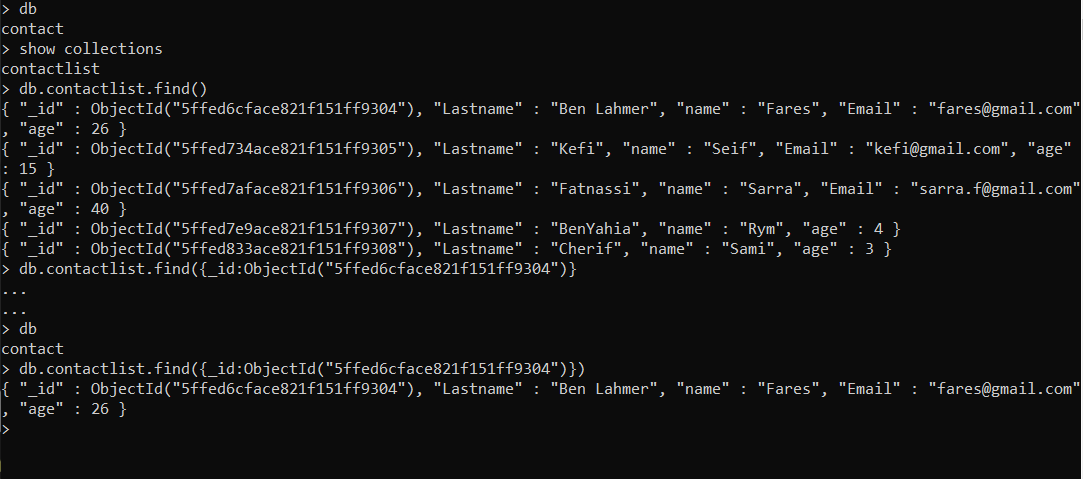 > db
contact
> show collections
contactlist
> db.contactlist.find()
{ "_id" : ObjectId("5ffed6cface821f151ff9304"), "Lastname" : "Ben Lahmer", "name" : "Fares", "Email" : "fares@gmail.com"
, "age" : 26 }
{ "_id" : ObjectId("5ffed734ace821f151ff9305"), "Lastname" : "Kefi", "name" : "Seif", "Email" : "kefi@gmail.com", "age"
: 15 }
{ "_id" : ObjectId("5ffed7aface821f151ff9306"), "Lastname" : "Fatnassi", "name" : "Sarra", "Email" : "sarra.f@gmail.com"
, "age" : 40 }
{ "_id" : ObjectId("5ffed7e9ace821f151ff9307"), "Lastname" : "BenYahia", "name" : "Rym", "age" : 4 }
{ "_id" : ObjectId("5ffed833ace821f151ff9308"), "Lastname" : "Cherif", "name" : "Sami", "age" : 3 }
> db.contactlist.find({_id:ObjectId("5ffed6cface821f151ff9304")}
...
...
> db
contact
> db.contactlist.find({_id:ObjectId("5ffed6cface821f151ff9304")})
{ "_id" : ObjectId("5ffed6cface821f151ff9304"), "Lastname" : "Ben Lahmer", "name" : "Fares", "Email" : "fares@gmail.com"
, "age" : 26 }
>